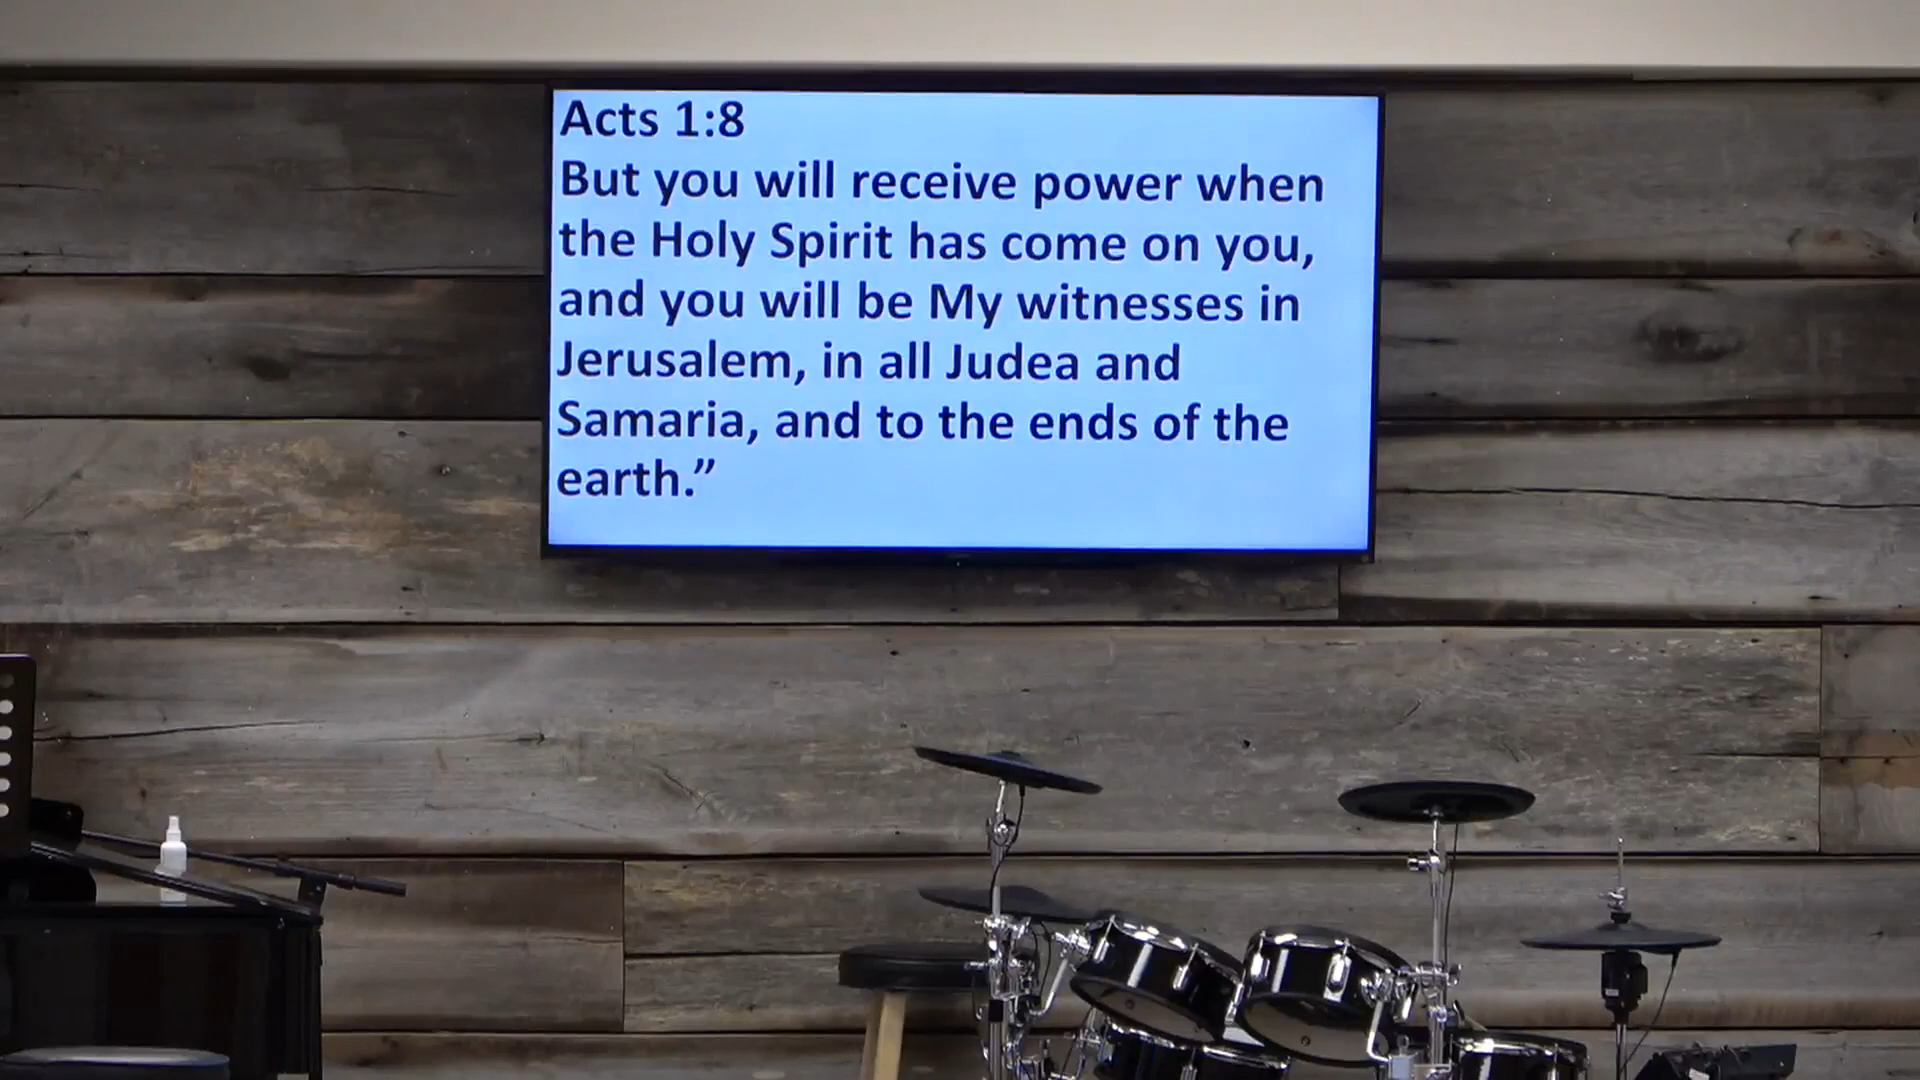 Acts 1:8
But you will receive power when
the Holy Spirit has come on you,
and you will be My witnesses in
Jerusalem, in all Judea and
Samaria, and to the ends of the
earth.”